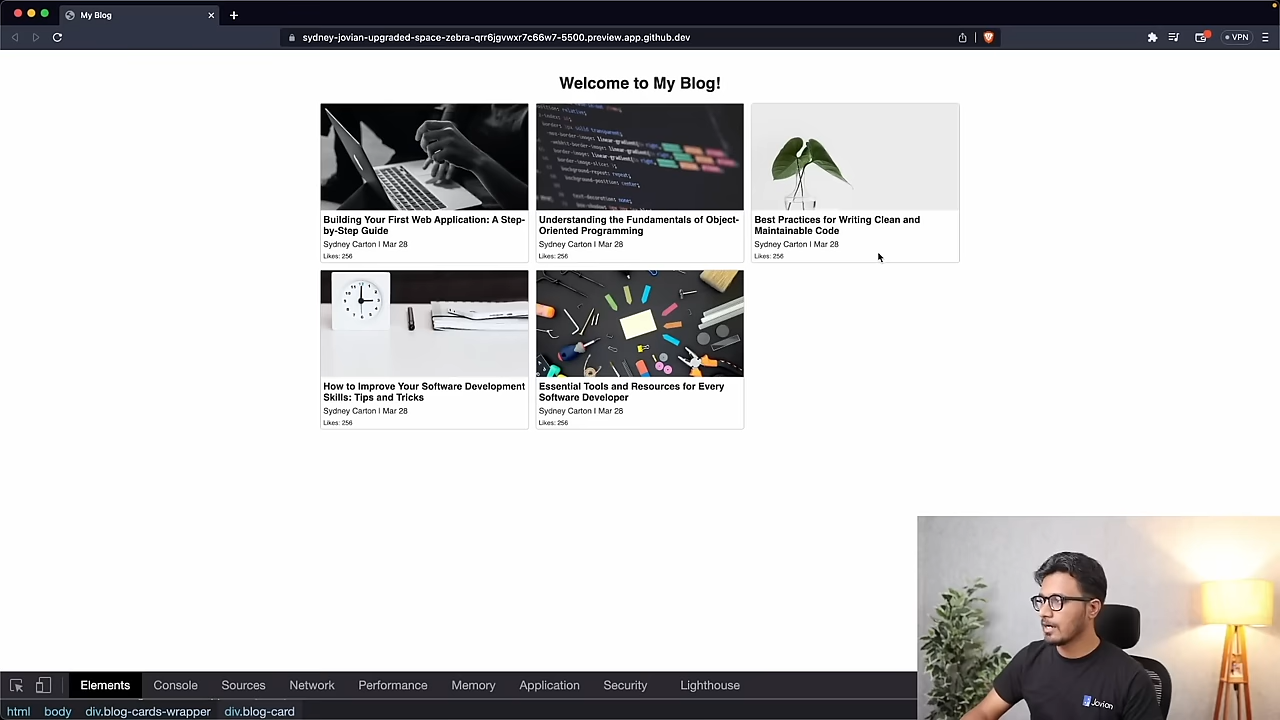 My Blog
sydney-jovian-upgraded-space-zebra-qrr6jgvwxr7c66w7-5500.preview.app.github.dev
VPN
Welcome to My Blog!
Building Your First Web Application: A Step-
by-Step Guide
Sydney Carton | Mar 28
Likes: 256
Understanding the Fundamentals of Object-
Oriented Programming
Sydney Carton | Mar 28
Likes: 256
Best Practices for Writing Clean and
Maintainable Code
Sydney Carton | Mar 28
Likes: 256
How to Improve Your Software Development
Skills: Tips and Tricks
Sydney Carton | Mar 28
Likes: 256
Essential Tools and Resources for Every
Software Developer
Sydney Carton | Mar 28
Likes: 256
Jovian
Elements Console Sources Network Performance Memory Application Security Lighthouse
html body div.blog-cards-wrapper div.blog-card